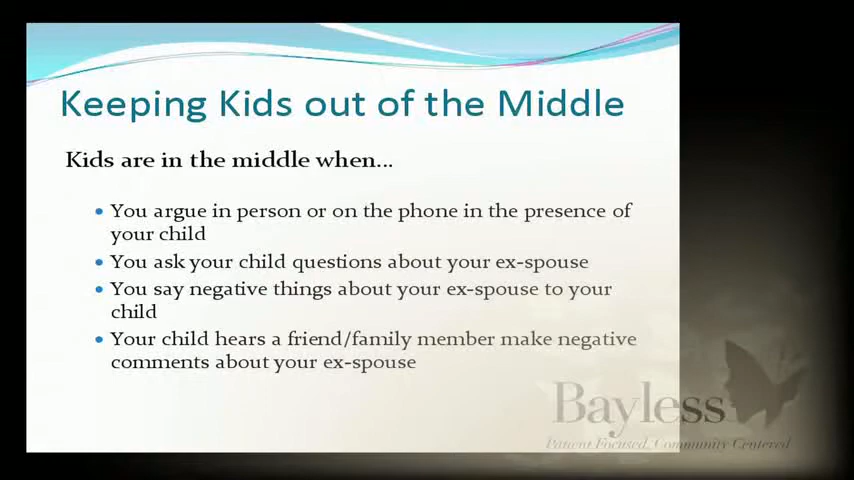 Keeping Kids out of the Middle
Kids are in the middle when...
You argue in person or on the phone in the presence of
your child
You ask your child questions about your ex-spouse
You say negative things about your ex-spouse to your
child
Your child hears a friend/family member make negative
comments about your ex-spouse
Bayless
Patient Focused, Community Centered